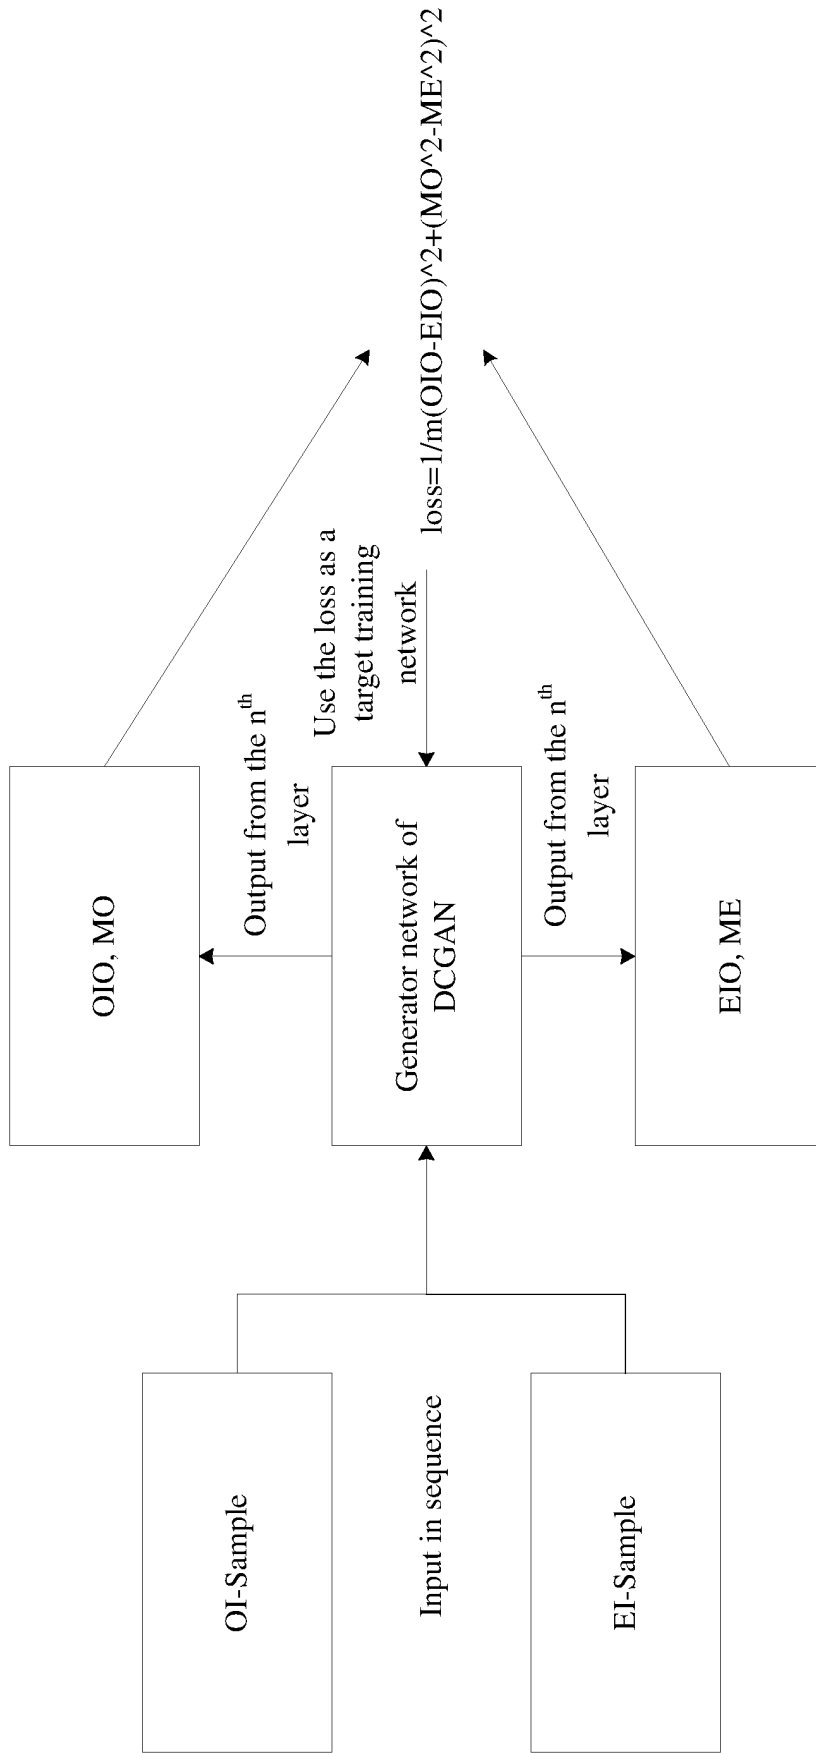 OI-Sample
Input in sequence
EI-Sample
OIO, MO
Output from the n^th
layer
Generator network of
DCGAN
Output from the n^th
layer
EIO, ME
Use the loss as a
target training
network
loss=1/m(OIO-EIO)^2+(MO^2-ME^2)^2